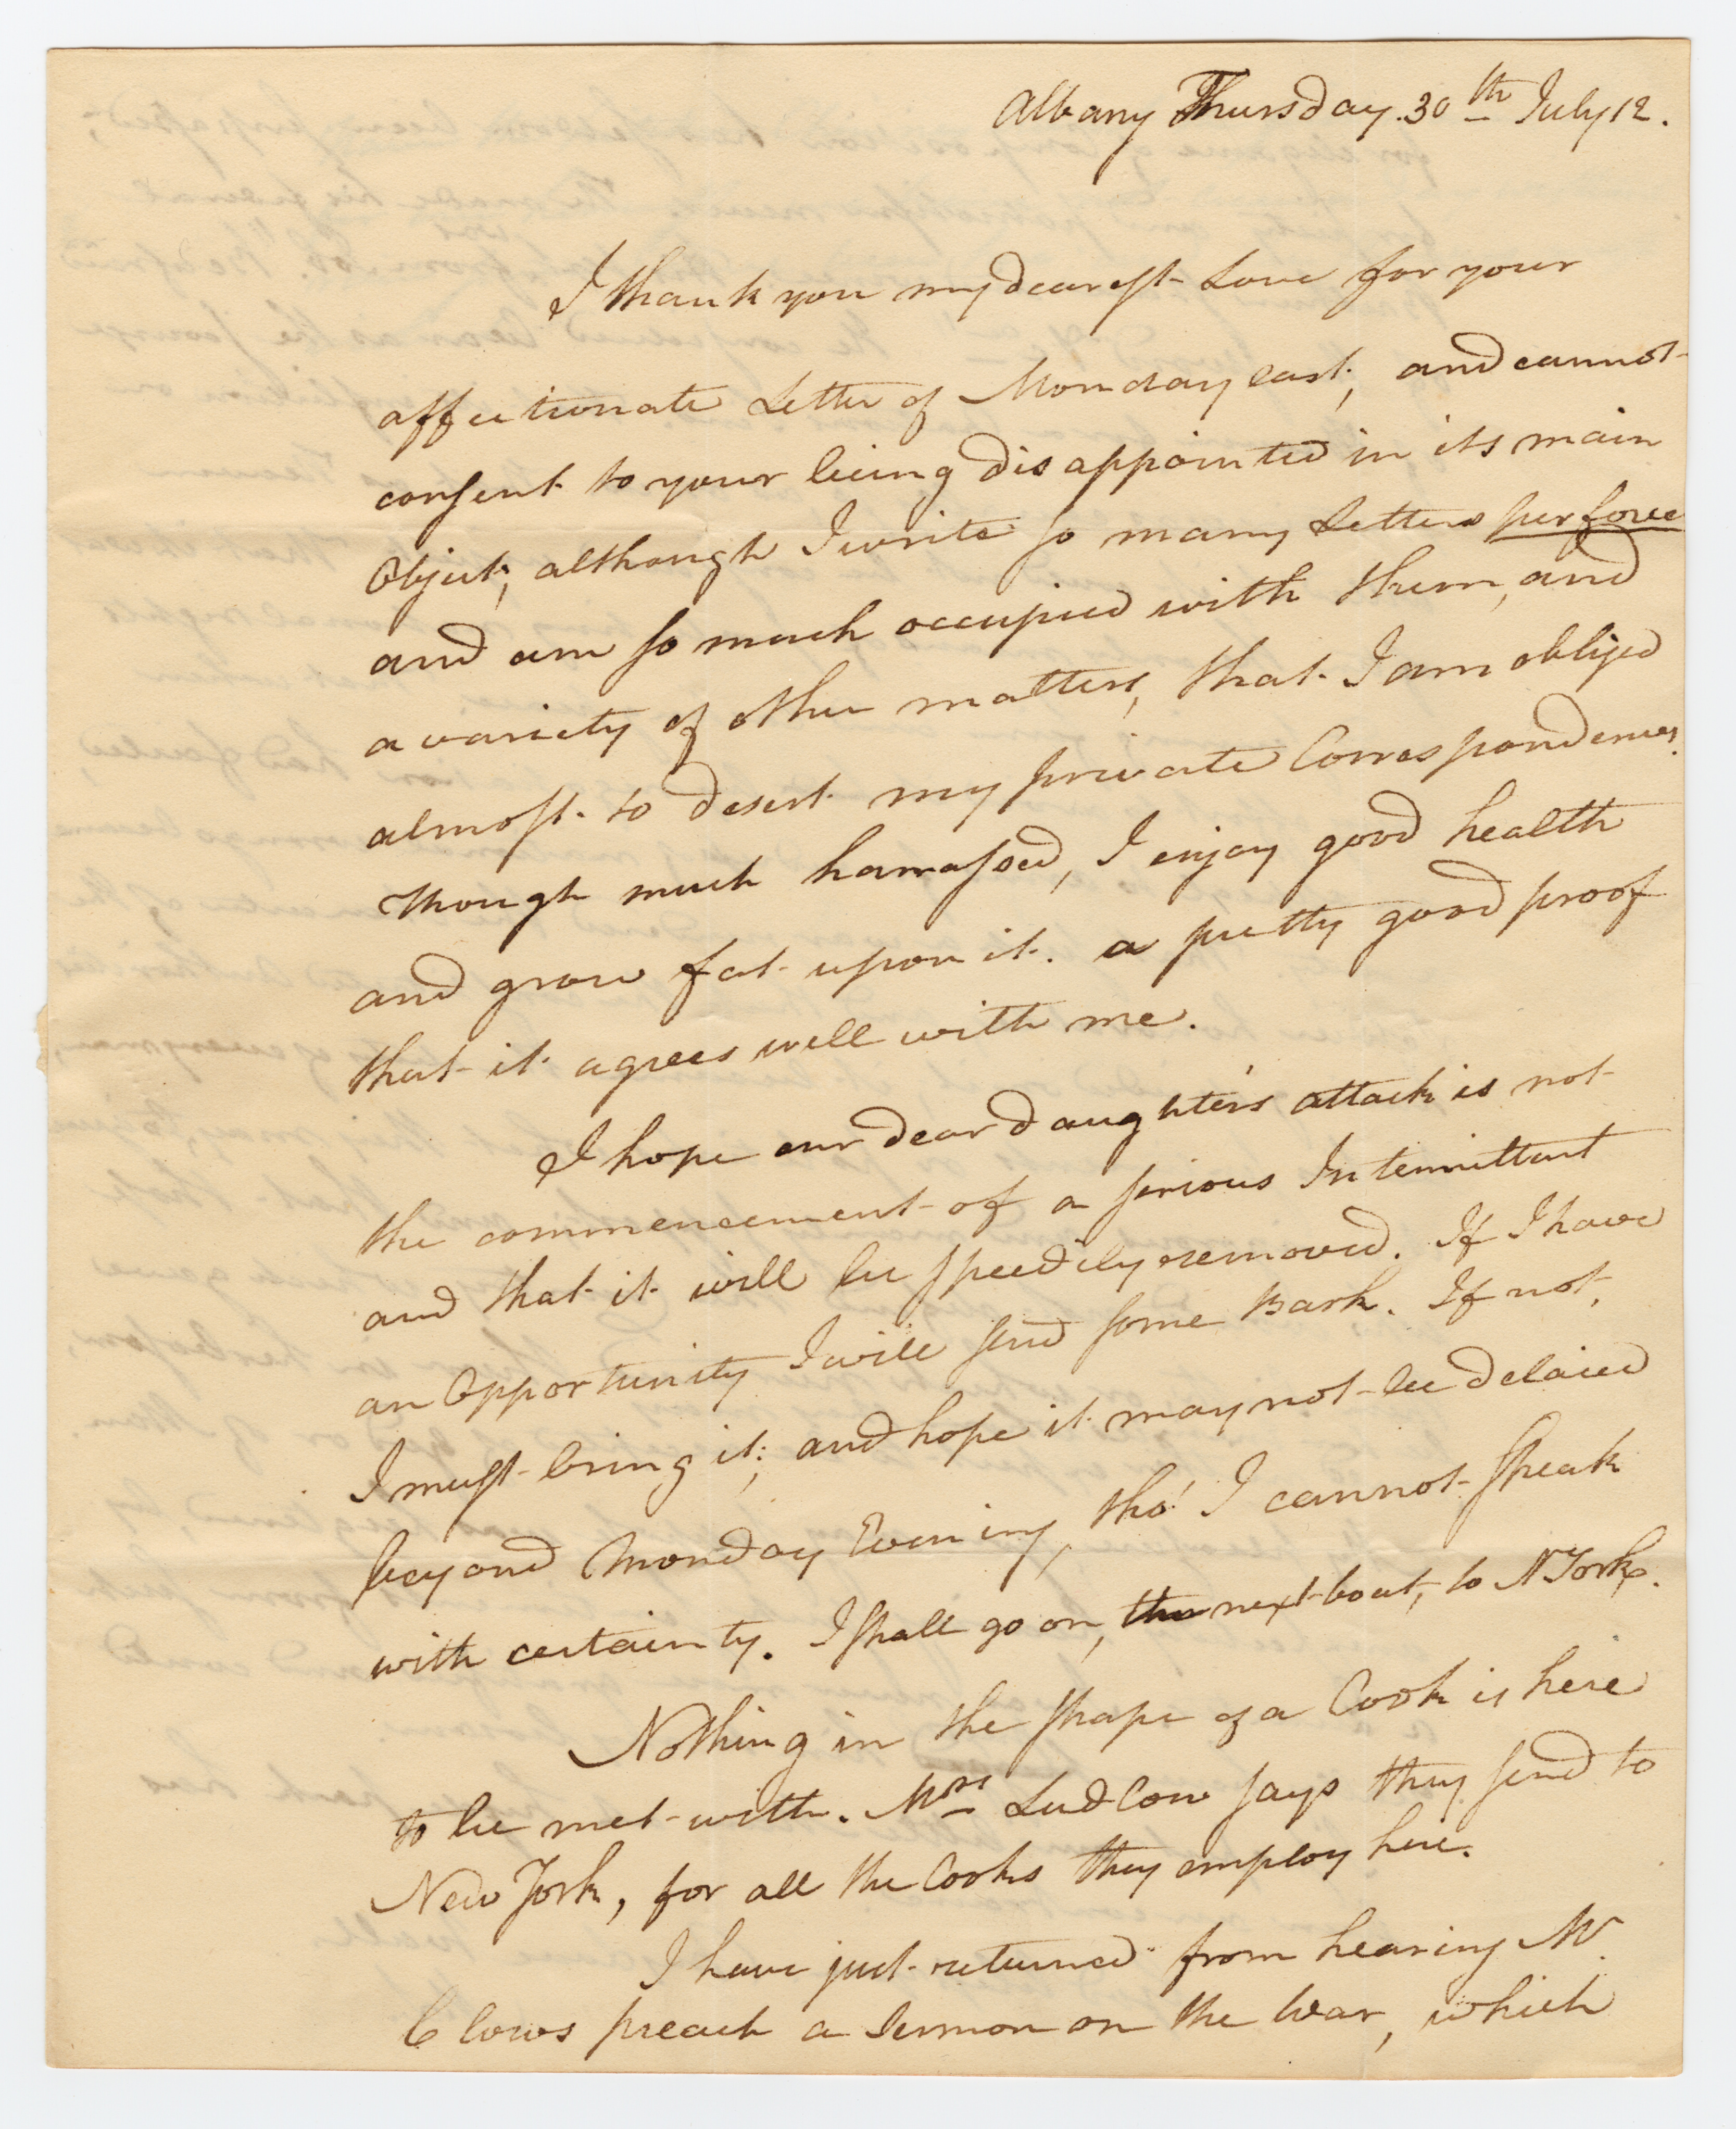 Albany Thursday. 30th July 12.
I thank you my dearest Love for your
affectionate Letter of Monday last, and cannot
consent to your being disappointed in its main
Object, although I write so many Letters perforce
and am so much occupied with them, and
a variety of other matters, that I am obliged
almost to desert my private Correspondences.
Though much harrassed, I enjoy good health
and grow fat upon it. a pretty good proof
that it agrees well with me.
I hope our dear daughter's attack is not
the commencement of a serious Intermittent
and that it will be speedily removed. If I have
an Opportunity I will send some Bark. If not,
I must bring it; and hope it may not be delaied
beyond Monday Evening, tho' I cannot speak
with certainty. I shall go on, the next boat, to N York.
Nothing in the shape of a Cook is here
to be met with. Mrs Ludlow says they send to
New York, for all the Cooks they employ here.
I have just returned from hearing Mr.
Clows preach a Sermon on the War, which